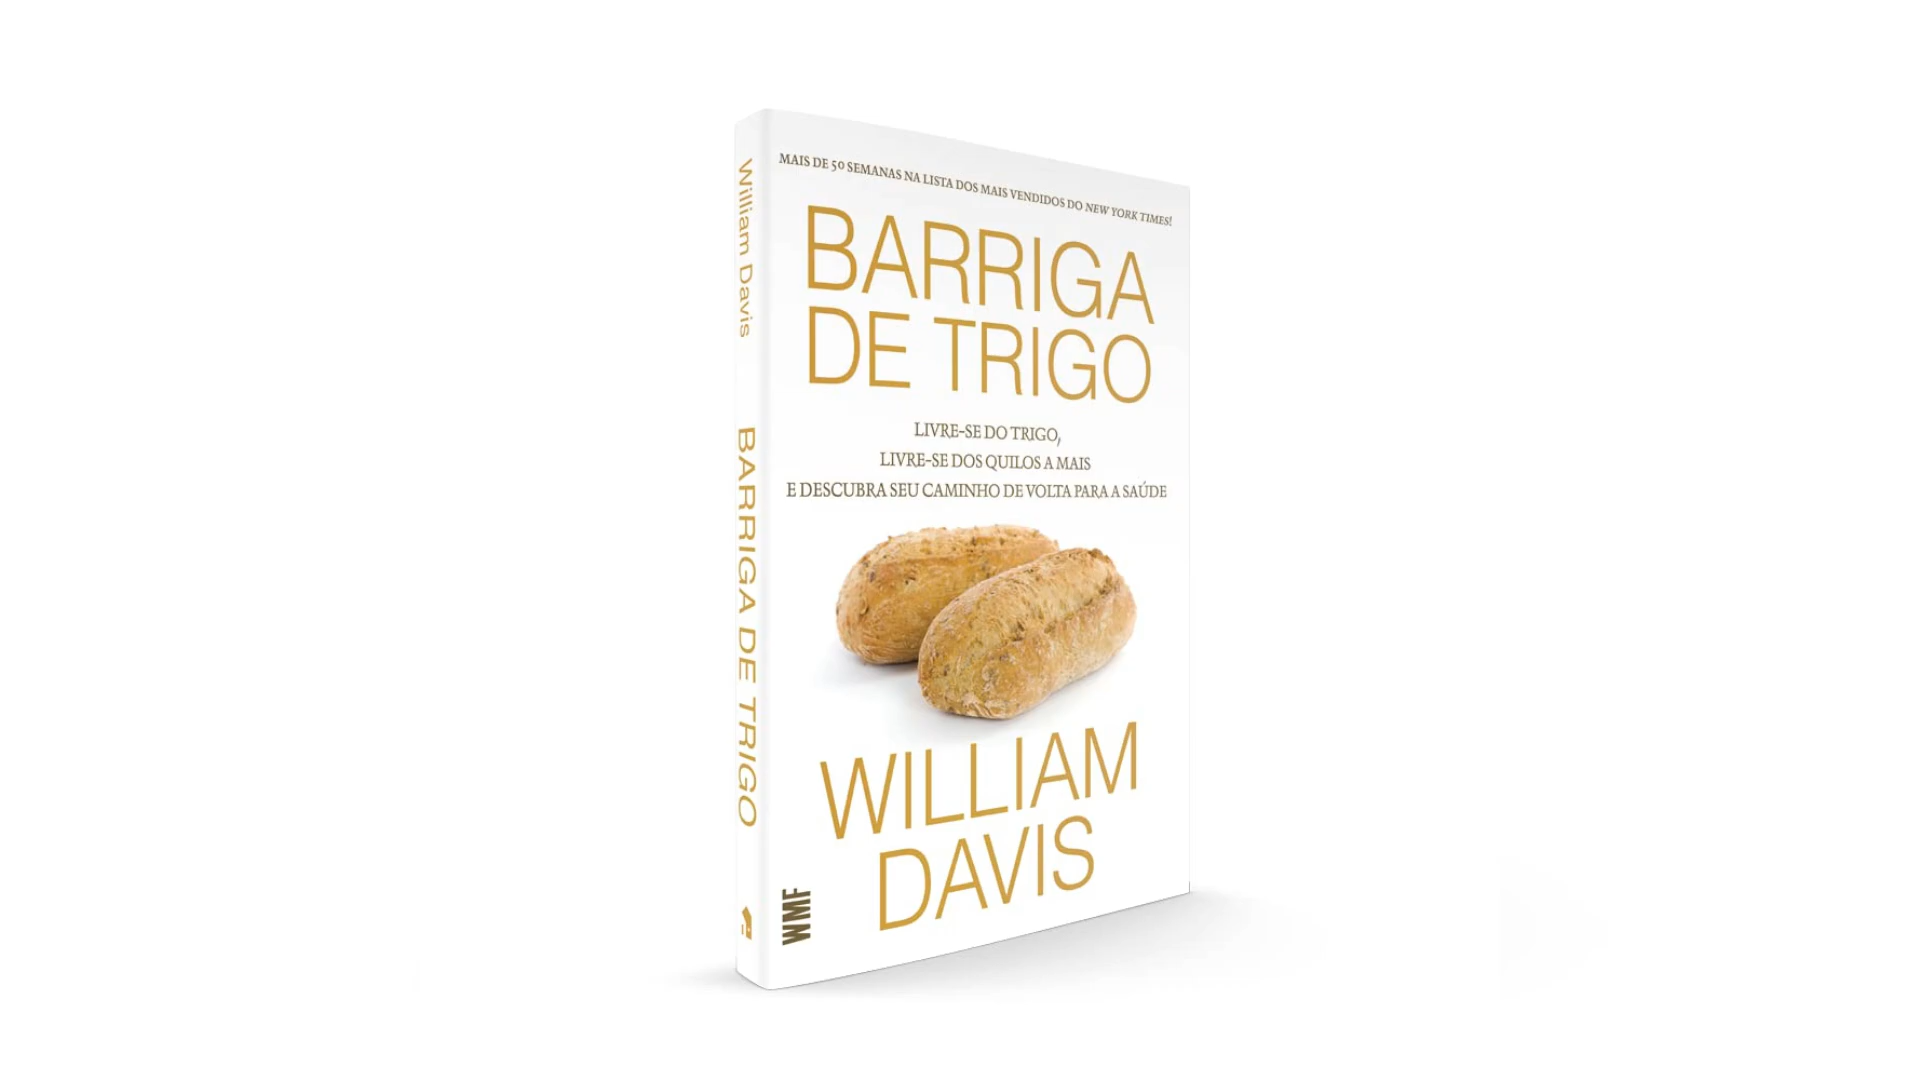 William Davis
BARRIGA DE TRIGO
MAIS DE 50 SEMANAS NA LISTA DOS MAIS VENDIDOS DO NEW YORK TIMES!
BARRIGA
DE TRIGO
LIVRE-SE DO TRIGO,
LIVRE-SE DOS QUILOS A MAIS
E DESCUBRA SEU CAMINHO DE VOLTA PARA A SAÚDE
WILLIAM
DAVIS
WMF